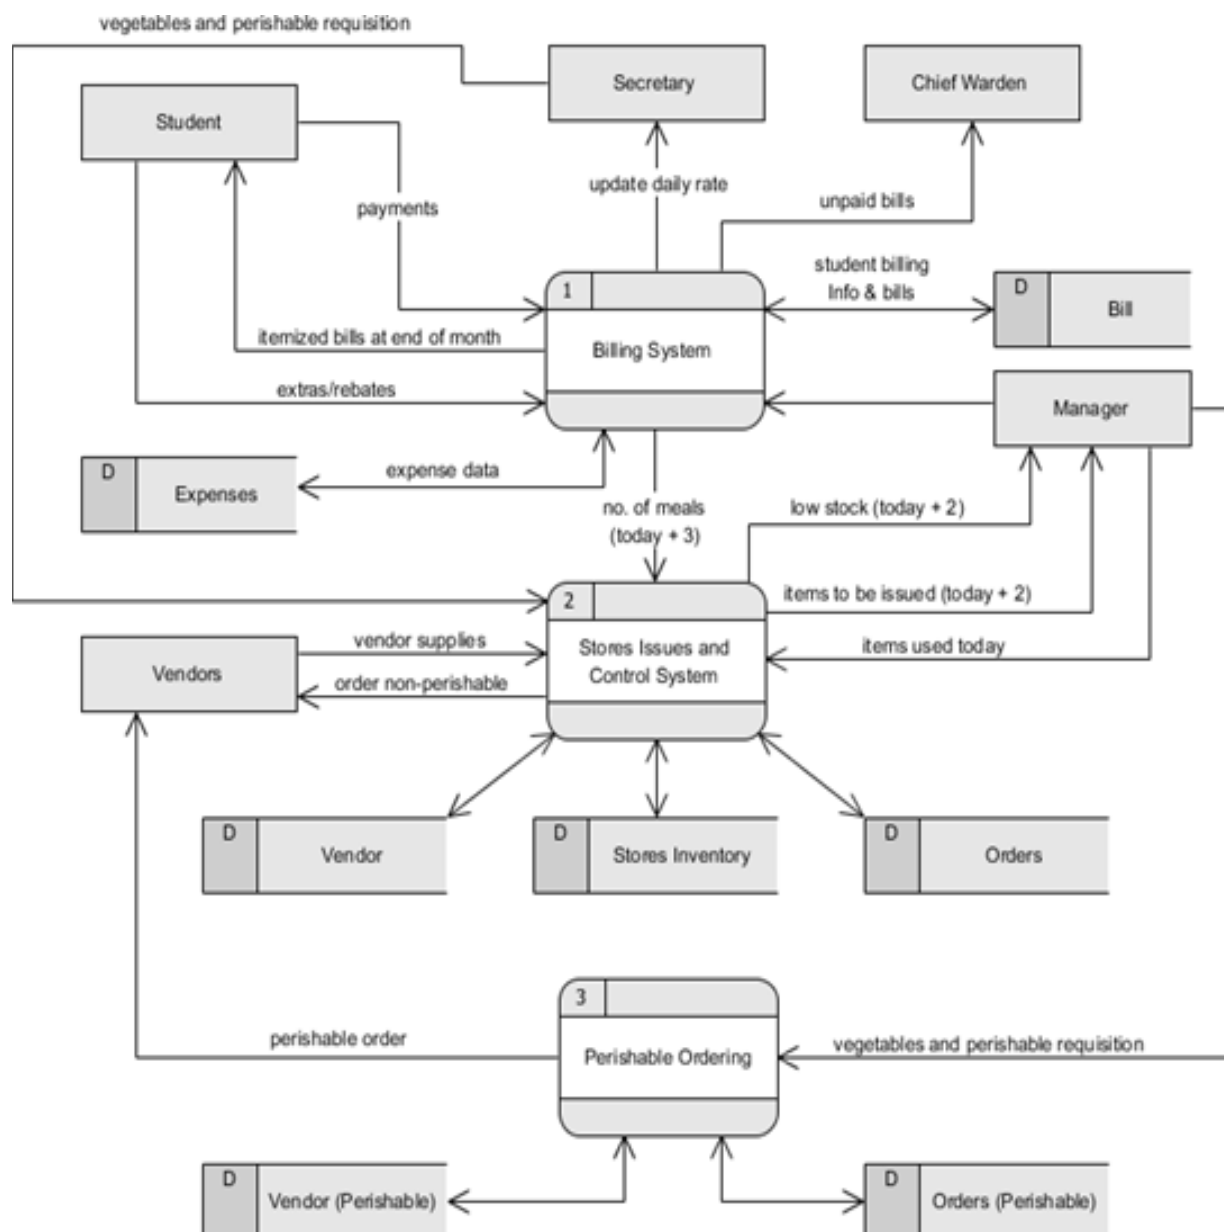 vegetables and perishable requisition
Secretary
Chief Warden
Student
update daily rate
payments
unpaid bills
student billing
Info & bills
D
Bill
1
Billing System
itemized bills at end of month
extras/rebates
Manager
D
Expenses
expense data
no. of meals
(today + 3)
low stock (today + 2)
2
items to be issued (today + 2)
Stores Issues and
Control System
vendor supplies
items used today
Vendors
order non-perishable
D
Vendor
D
Stores Inventory
D
Orders
3
perishable order
Perishable Ordering
vegetables and perishable requisition
D
Vendor (Perishable)
D
Orders (Perishable)